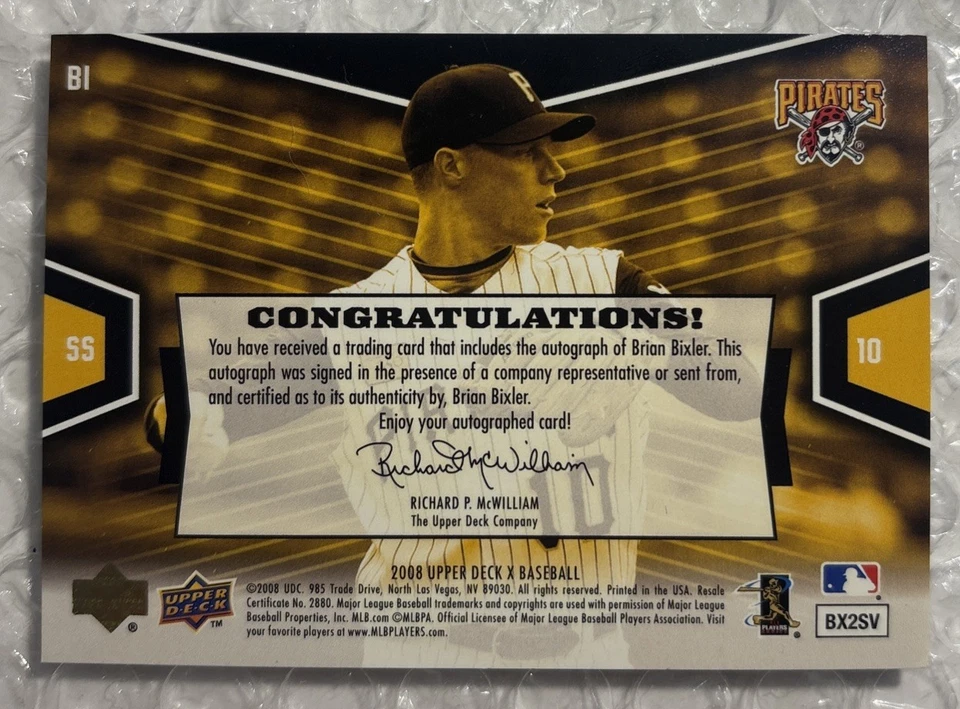 BI
P
PIRATES
®
SS
10
CONGRATULATIONS!
You have received a trading card that includes the autograph of Brian Bixler. This
autograph was signed in the presence of a company representative or sent from,
and certified as to its authenticity by, Brian Bixler.
Enjoy your autographed card!
Richard P. McWilliam
RICHARD P. McWILLIAM
The Upper Deck Company
10
2008 UPPER DECK X BASEBALL
©2008 UDC. 985 Trade Drive, North Las Vegas, NV 89030. All rights reserved. Printed in the USA. Resale
Certificate No. 2880. Major League Baseball trademarks and copyrights are used with permission of Major League
Baseball Properties, Inc. MLB.com ©MLBPA. Official Licensee of Major League Baseball Players Association. Visit
your favorite players at www.MLBPLAYERS.com.
®
UPPER
DECK
TM
PLAYERS
®
®
BX2SV